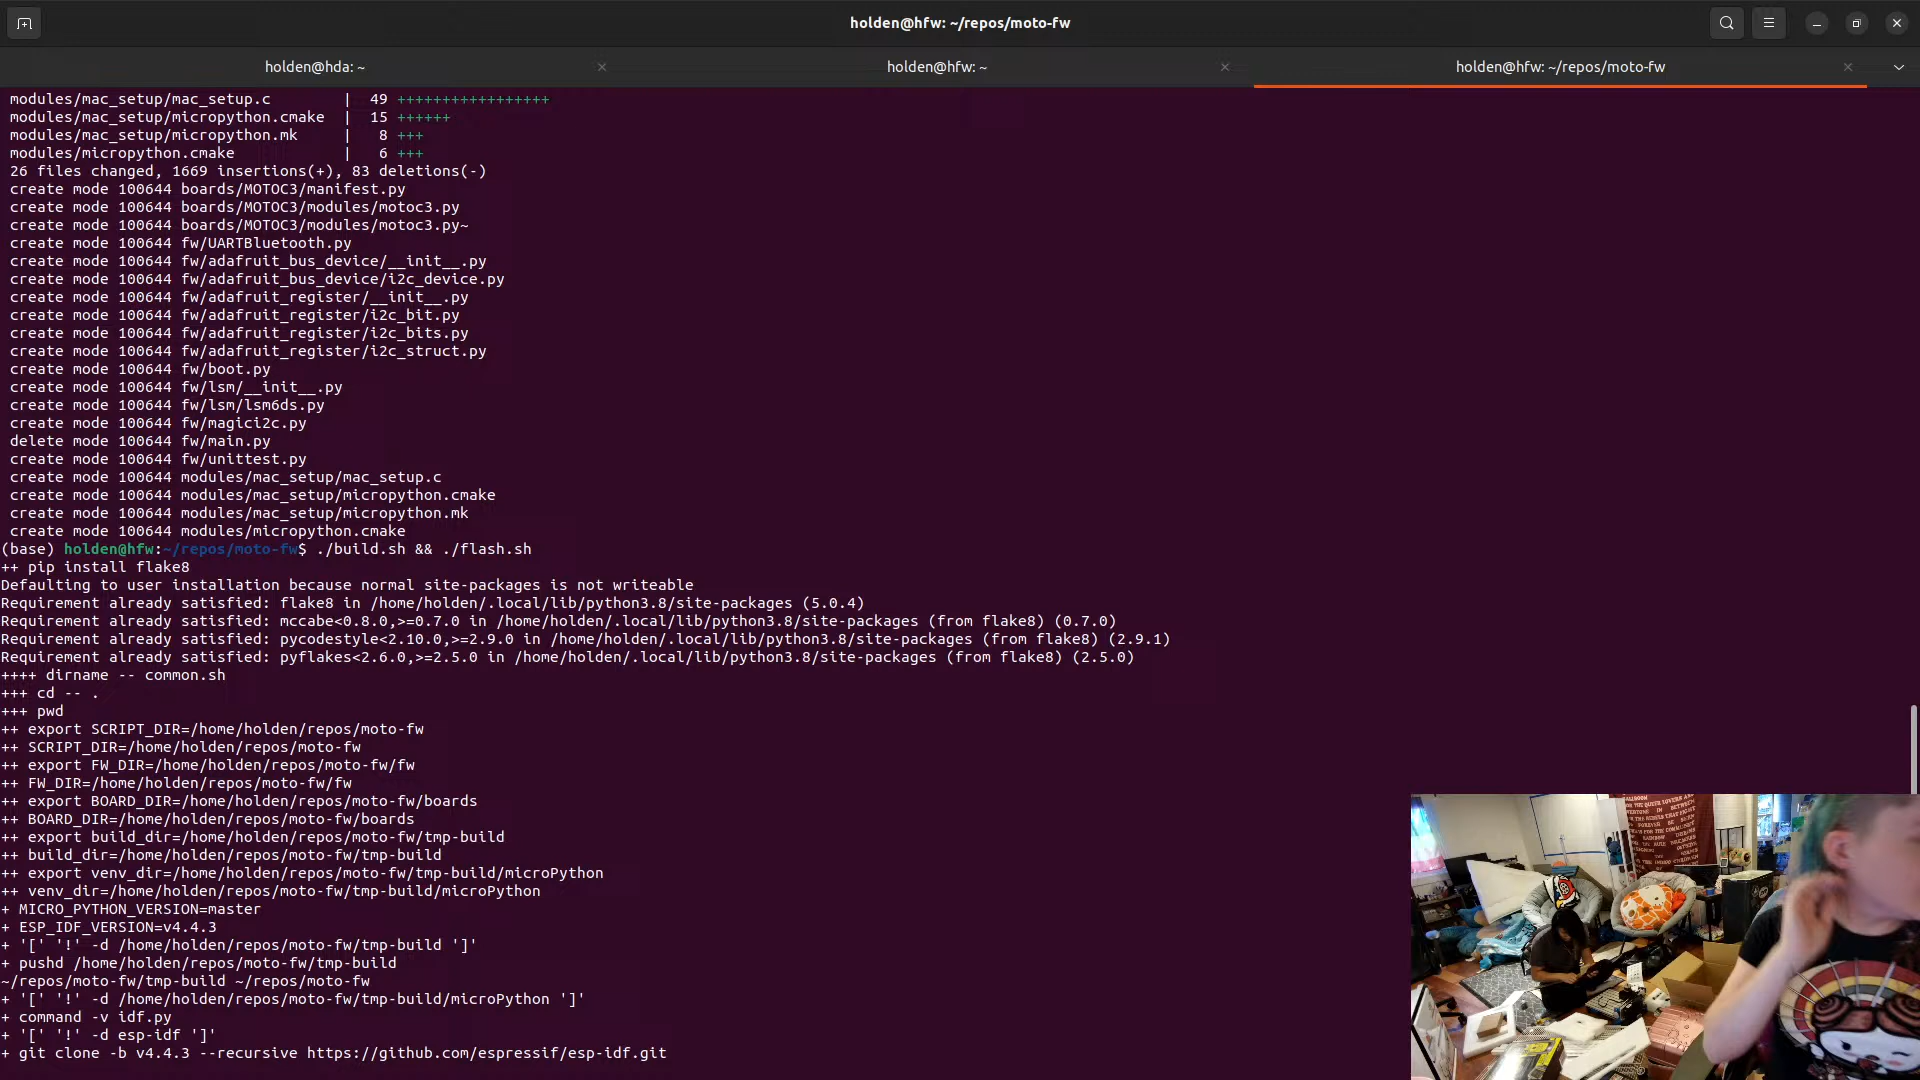 holden@hfw: ~/repos/moto-fw
holden@hda: ~
holden@hfw: ~
holden@hfw: ~/repos/moto-fw
modules/mac_setup/mac_setup.c | 49 +++++++++++++++++
modules/mac_setup/micropython.cmake | 15 ++++++
modules/mac_setup/micropython.mk | 8 +++
modules/micropython.cmake | 6 +++
26 files changed, 1669 insertions(+), 83 deletions(-)
create mode 100644 boards/MOTOC3/manifest.py
create mode 100644 boards/MOTOC3/modules/motoc3.py
create mode 100644 boards/MOTOC3/modules/motoc3.py~
create mode 100644 fw/UARTBluetooth.py
create mode 100644 fw/adafruit_bus_device/__init__.py
create mode 100644 fw/adafruit_bus_device/i2c_device.py
create mode 100644 fw/adafruit_register/__init__.py
create mode 100644 fw/adafruit_register/i2c_bit.py
create mode 100644 fw/adafruit_register/i2c_bits.py
create mode 100644 fw/adafruit_register/i2c_struct.py
create mode 100644 fw/boot.py
create mode 100644 fw/lsm/__init__.py
create mode 100644 fw/lsm/lsm6ds.py
create mode 100644 fw/magici2c.py
delete mode 100644 fw/main.py
create mode 100644 fw/unittest.py
create mode 100644 modules/mac_setup/mac_setup.c
create mode 100644 modules/mac_setup/micropython.cmake
create mode 100644 modules/mac_setup/micropython.mk
create mode 100644 modules/micropython.cmake
(base) holden@hfw:~/repos/moto-fw$ ./build.sh && ./flash.sh
++ pip install flake8
Defaulting to user installation because normal site-packages is not writeable
Requirement already satisfied: flake8 in /home/holden/.local/lib/python3.8/site-packages (5.0.4)
Requirement already satisfied: mccabe<0.8.0,>=0.7.0 in /home/holden/.local/lib/python3.8/site-packages (from flake8) (0.7.0)
Requirement already satisfied: pycodestyle<2.10.0,>=2.9.0 in /home/holden/.local/lib/python3.8/site-packages (from flake8) (2.9.1)
Requirement already satisfied: pyflakes<2.6.0,>=2.5.0 in /home/holden/.local/lib/python3.8/site-packages (from flake8) (2.5.0)
++++ dirname -- common.sh
+++ cd -- .
+++ pwd
++ export SCRIPT_DIR=/home/holden/repos/moto-fw
++ SCRIPT_DIR=/home/holden/repos/moto-fw
++ export FW_DIR=/home/holden/repos/moto-fw/fw
++ FW_DIR=/home/holden/repos/moto-fw/fw
++ export BOARD_DIR=/home/holden/repos/moto-fw/boards
++ BOARD_DIR=/home/holden/repos/moto-fw/boards
++ export build_dir=/home/holden/repos/moto-fw/tmp-build
++ build_dir=/home/holden/repos/moto-fw/tmp-build
++ export venv_dir=/home/holden/repos/moto-fw/tmp-build/microPython
++ venv_dir=/home/holden/repos/moto-fw/tmp-build/microPython
+ MICRO_PYTHON_VERSION=master
+ ESP_IDF_VERSION=v4.4.3
+ '[' '!' -d /home/holden/repos/moto-fw/tmp-build ']'
+ pushd /home/holden/repos/moto-fw/tmp-build
~/repos/moto-fw/tmp-build ~/repos/moto-fw
+ '[' '!' -d /home/holden/repos/moto-fw/tmp-build/microPython ']'
+ command -v idf.py
+ '[' '!' -d esp-idf ']'
+ git clone -b v4.4.3 --recursive https://github.com/espressif/esp-idf.git